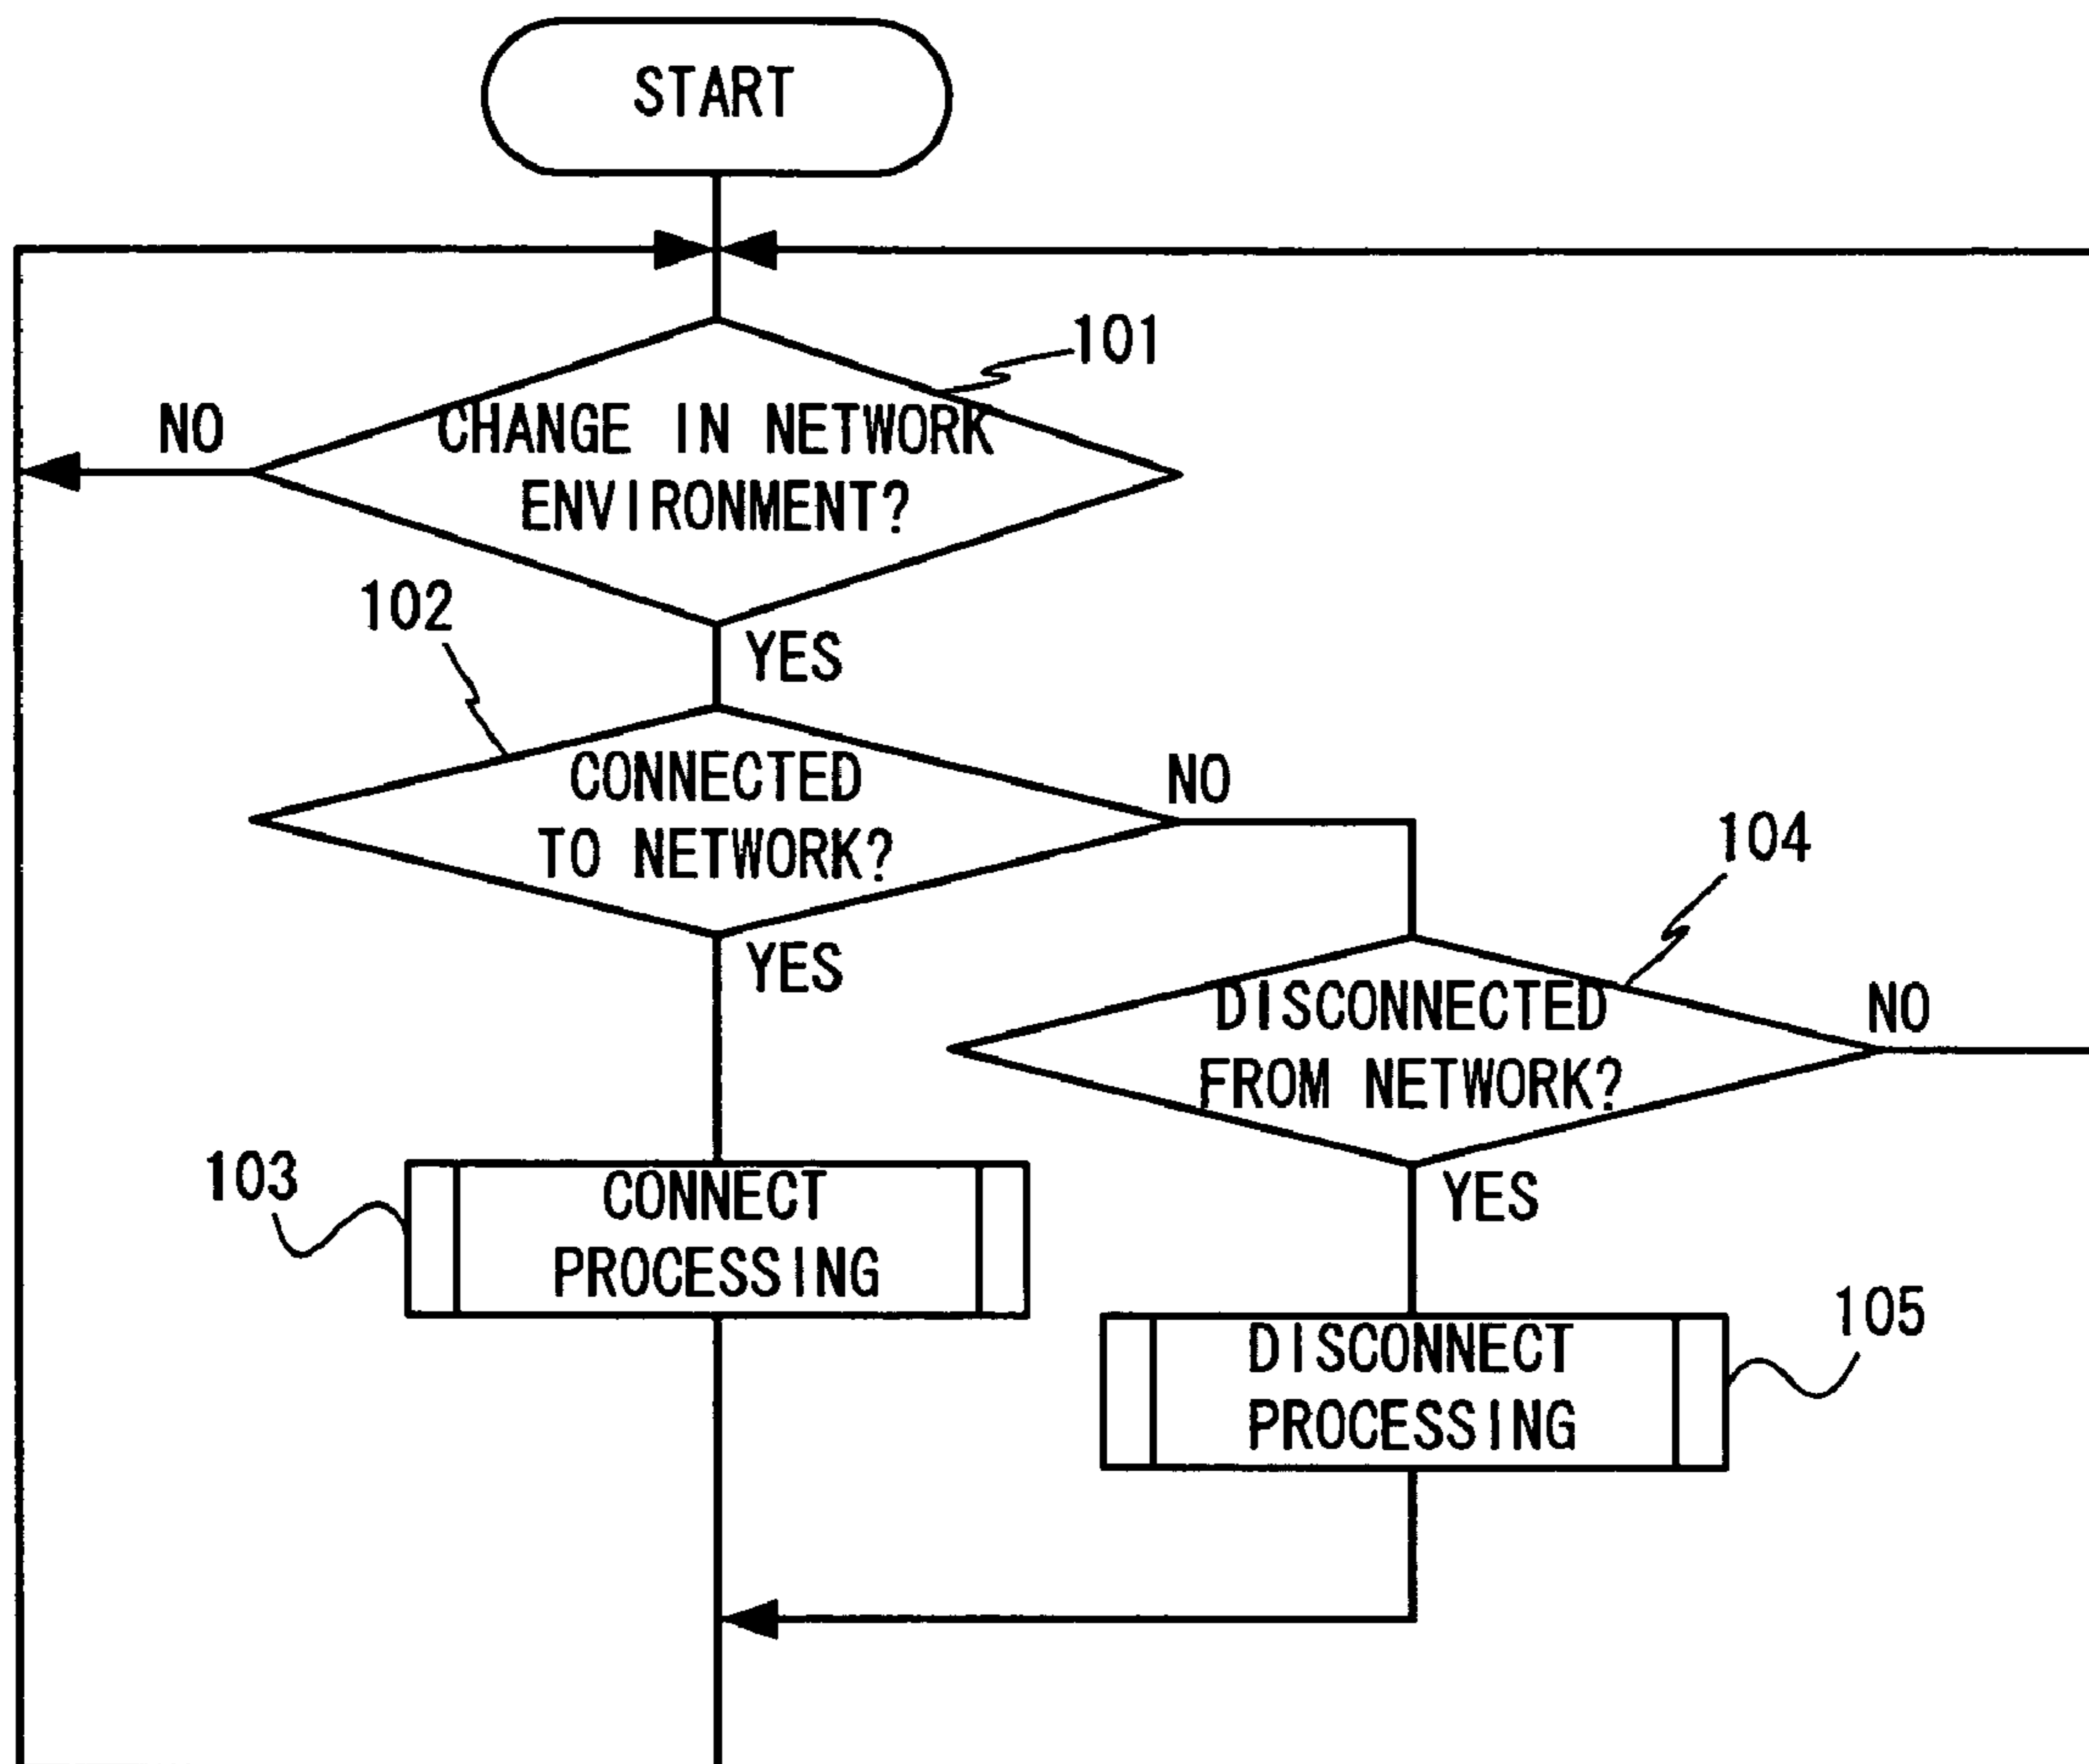 START
101
NO
CHANGE IN NETWORK
ENVIRONMENT?
102
YES
CONNECTED
TO NETWORK?
NO
104
YES
DISCONNECTED
FROM NETWORK?
NO
103
CONNECT
PROCESSING
YES
105
DISCONNECT
PROCESSING